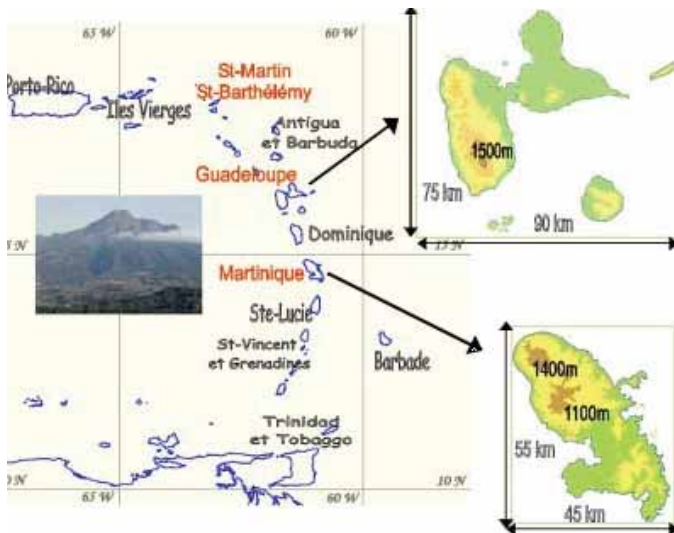 65 W
60 W
St-Martin
St-Barthélémy
Porto-Rico
Iles Vierges
Antigua
et Barbuda
Guadeloupe
1500m
75 km
90 km
Dominique
15 N
Martinique
Ste-Lucie
St-Vincent
et Grenadines
Barbade
1400m
1100m
55 km
45 km
Trinidad
et Tobaggo
10 N
65 W
60 W